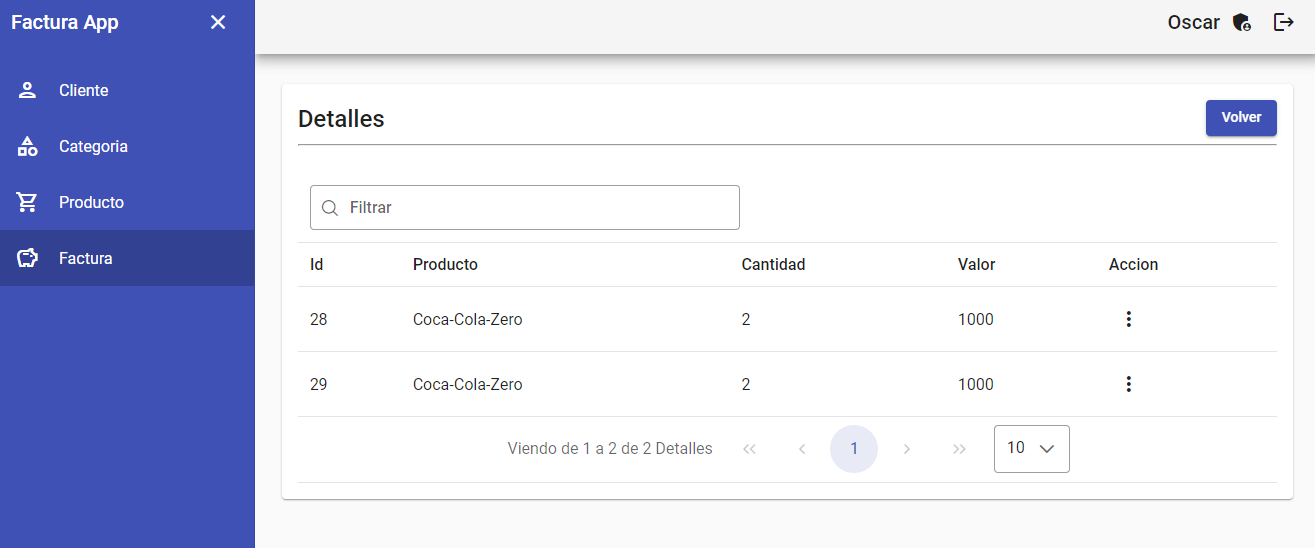 Factura App
Oscar
Cliente
Categoria
Producto
Factura
Detalles
Volver
Filtrar
Id Producto Cantidad Valor Accion
28 Coca-Cola-Zero 2 1000
29 Coca-Cola-Zero 2 1000
Viendo de 1 a 2 de 2 Detalles 1 10